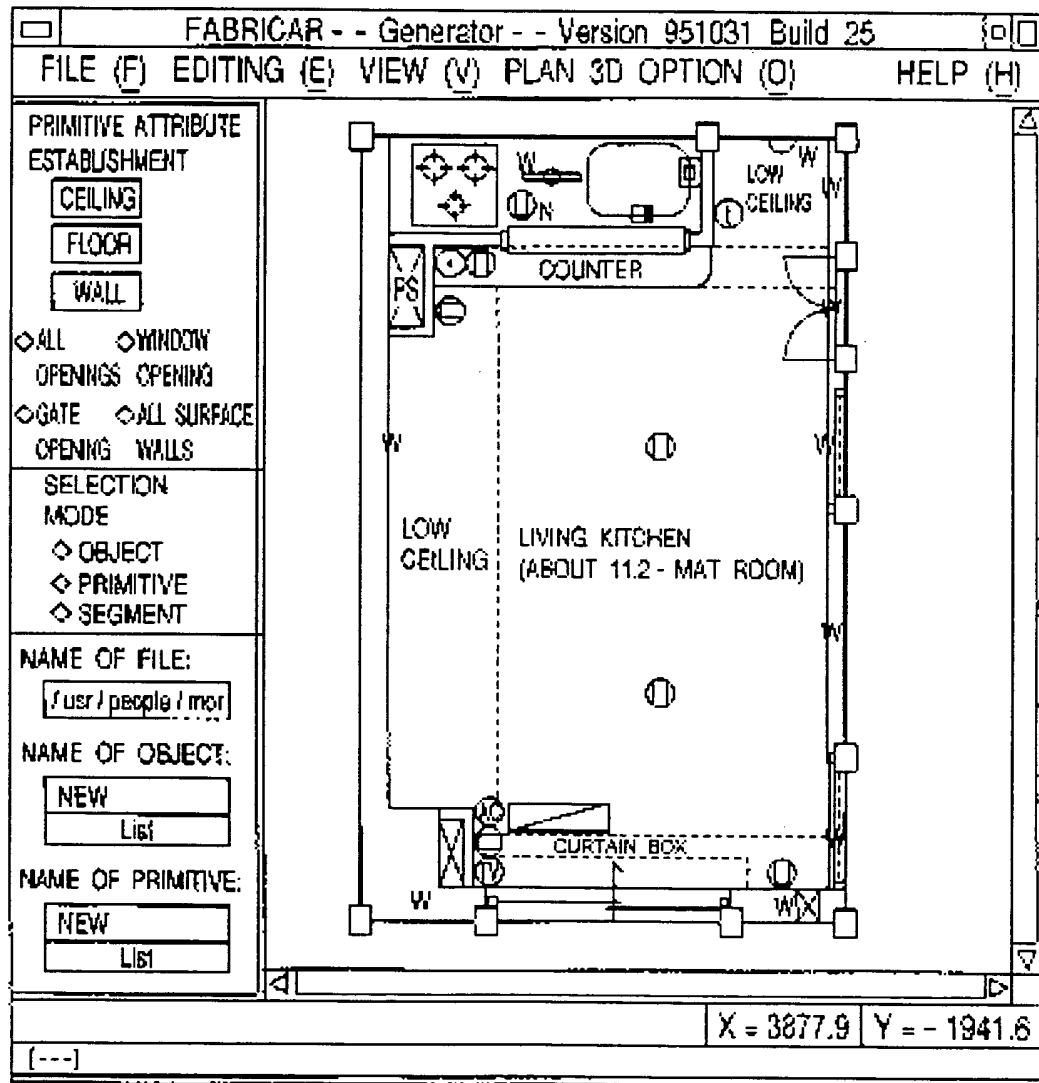 FABRICAR - - Generator - - Version 951031 Build 25
FILE (F) EDITING (E) VIEW (V) PLAN 3D OPTION (O) HELP (H)
PRIMITIVE ATTRIBUTE
ESTABLISHMENT
CEILING
FLOOR
WALL
ALL WINDOW
OPENINGS OPENING
GATE ALL SURFACE
OPENING WALLS
SELECTION
MODE
OBJECT
PRIMITIVE
SEGMENT
NAME OF FILE:
/ usr / people / mor
NAME OF OBJECT:
NEW
List
NAME OF PRIMITIVE:
NEW
List
W
W
W
LOW
CEILING
N
t
COUNTER
PS
W
W
W
LOW
CEILING
LIVING KITCHEN
(ABOUT 11.2 - MAT ROOM)
W
AC
CURTAIN BOX
TV
W
W
X = 3877.9 Y = - 1941.6
[---]